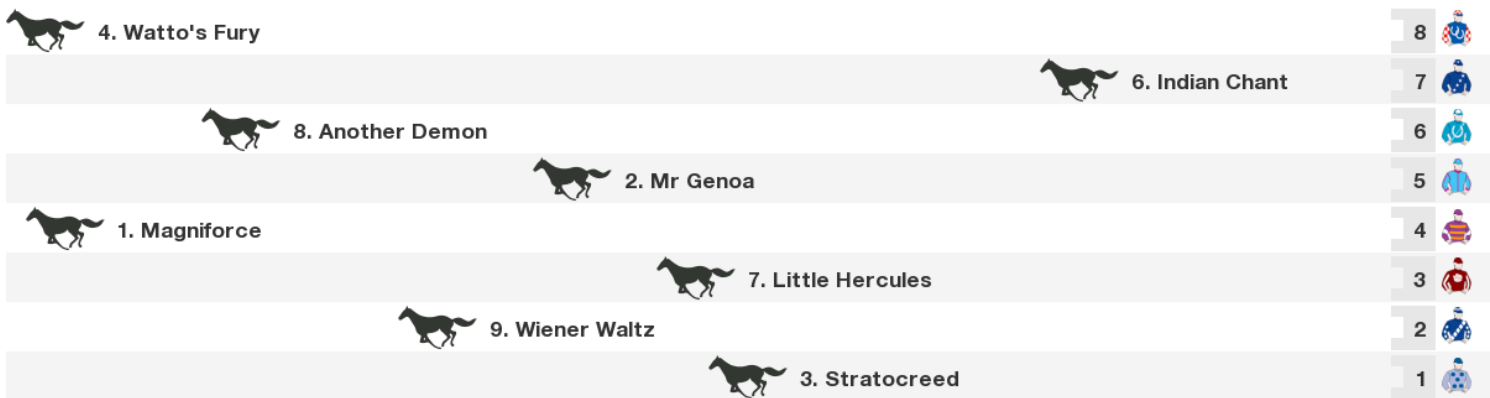 4. Watto's Fury 8
6. Indian Chant 7
8. Another Demon 6
2. Mr Genoa 5
1. Magniforce 4
7. Little Hercules 3
9. Wiener Waltz 2
3. Stratocreed 1